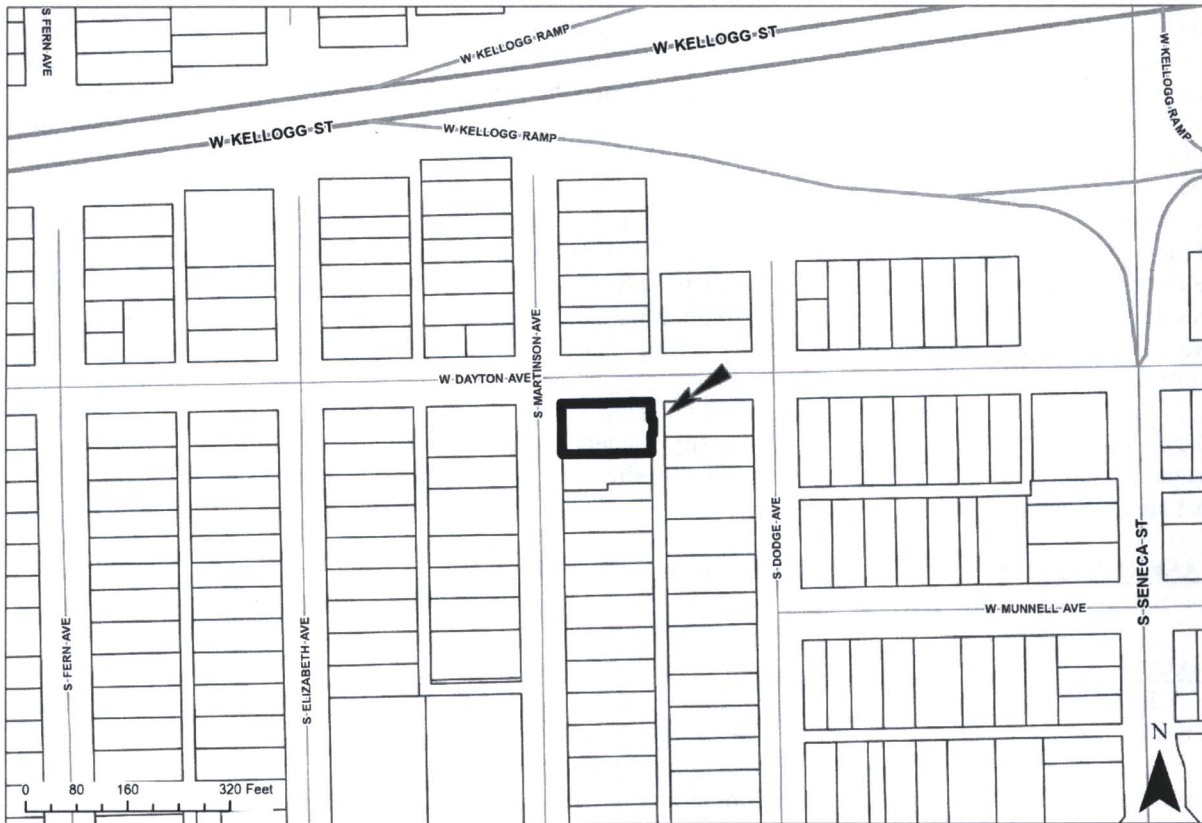 S FERN AVE
W KELLOGG RAMP
W KELLOGG ST
W KELLOGG RAMP
W KELLOGG ST
W KELLOGG RAMP
S MARTINSON AVE
W DAYTON AVE
S DODGE AVE
S SENECA ST
W MUNNELL AVE
S FERN AVE
S ELIZABETH AVE
N
0 80 160 320 Feet